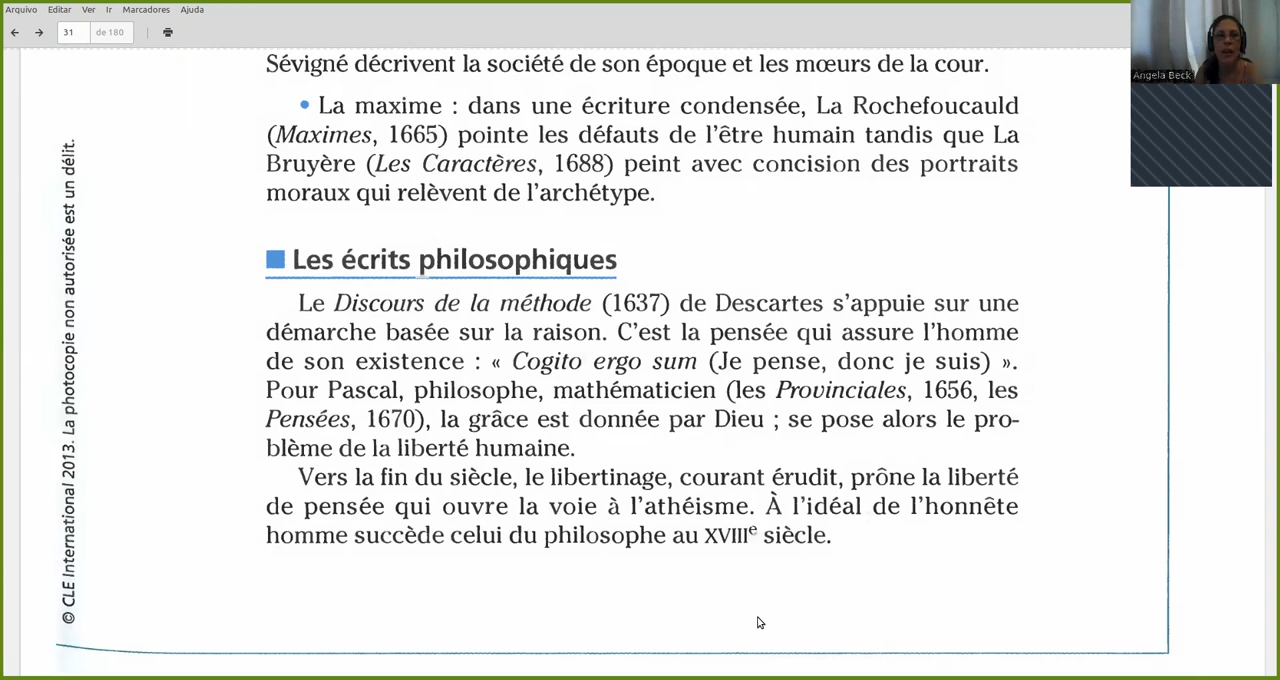 Arquivo Editar Ver Ir Marcadores Ajuda
31 de 180
Angela Beck
Sévigné décrivent la société de son époque et les mœurs de la cour.
• La maxime : dans une écriture condensée, La Rochefoucauld
(Maximes, 1665) pointe les défauts de l'être humain tandis que La
Bruyère (Les Caractères, 1688) peint avec concision des portraits
moraux qui relèvent de l'archétype.
Les écrits philosophiques
Le Discours de la méthode (1637) de Descartes s'appuie sur une
démarche basée sur la raison. C'est la pensée qui assure l'homme
de son existence : « Cogito ergo sum (Je pense, donc je suis) ».
Pour Pascal, philosophe, mathématicien (les Provinciales, 1656, les
Pensées, 1670), la grâce est donnée par Dieu ; se pose alors le pro-
blème de la liberté humaine.
Vers la fin du siècle, le libertinage, courant érudit, prône la liberté
de pensée qui ouvre la voie à l'athéisme. À l'idéal de l'honnête
homme succède celui du philosophe au XVIIIe siècle.
© CLE International 2013. La photocopie non autorisée est un délit.